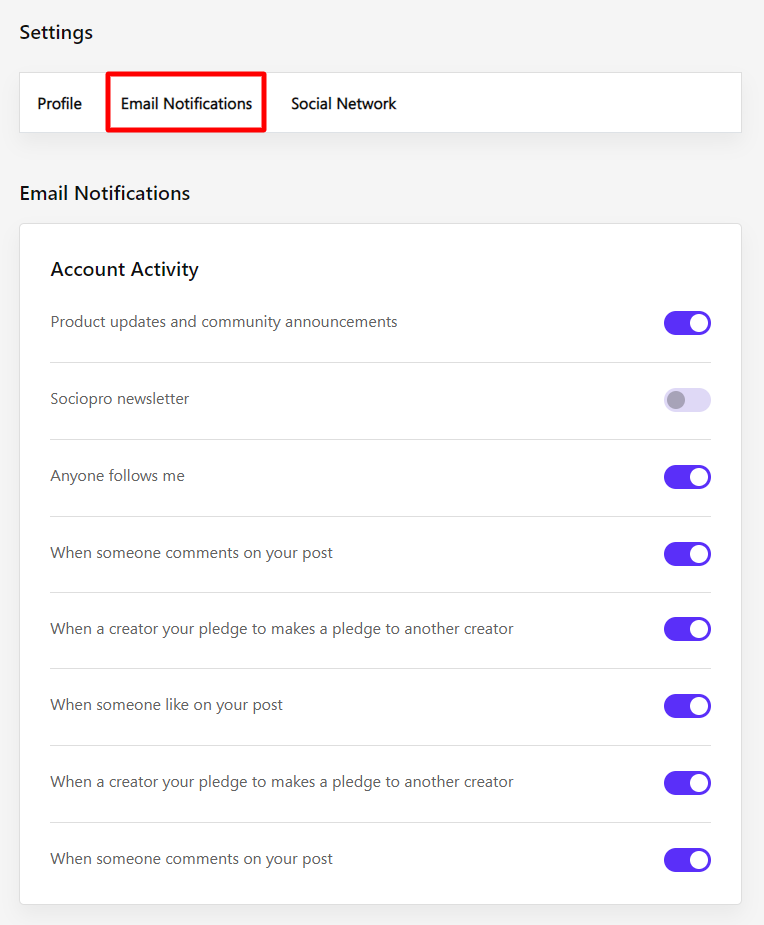 Settings
Profile Email Notifications Social Network
Email Notifications
Account Activity
Product updates and community announcements
Sociopro newsletter
Anyone follows me
When someone comments on your post
When a creator your pledge to makes a pledge to another creator
When someone like on your post
When a creator your pledge to makes a pledge to another creator
When someone comments on your post